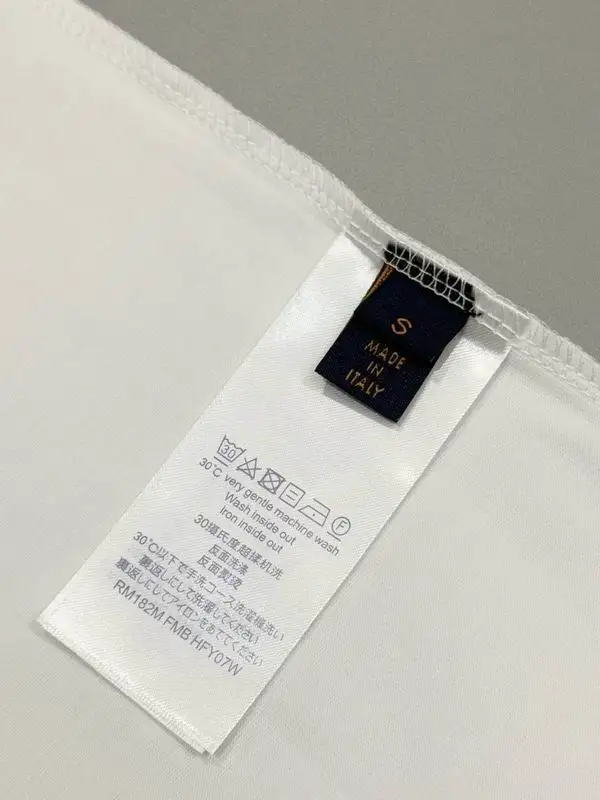 S
MADE
IN
ITALY
30
30°C very gentle machine wash
Wash inside out
Iron inside out
30摄氏度超揉机洗
反面洗涤
反面熨烫
30℃以下で手洗コース洗濯機洗い
裏返しにして洗濯してください
裏返しにしてアイロンをあててください
RM182M FMB HFY07W
F